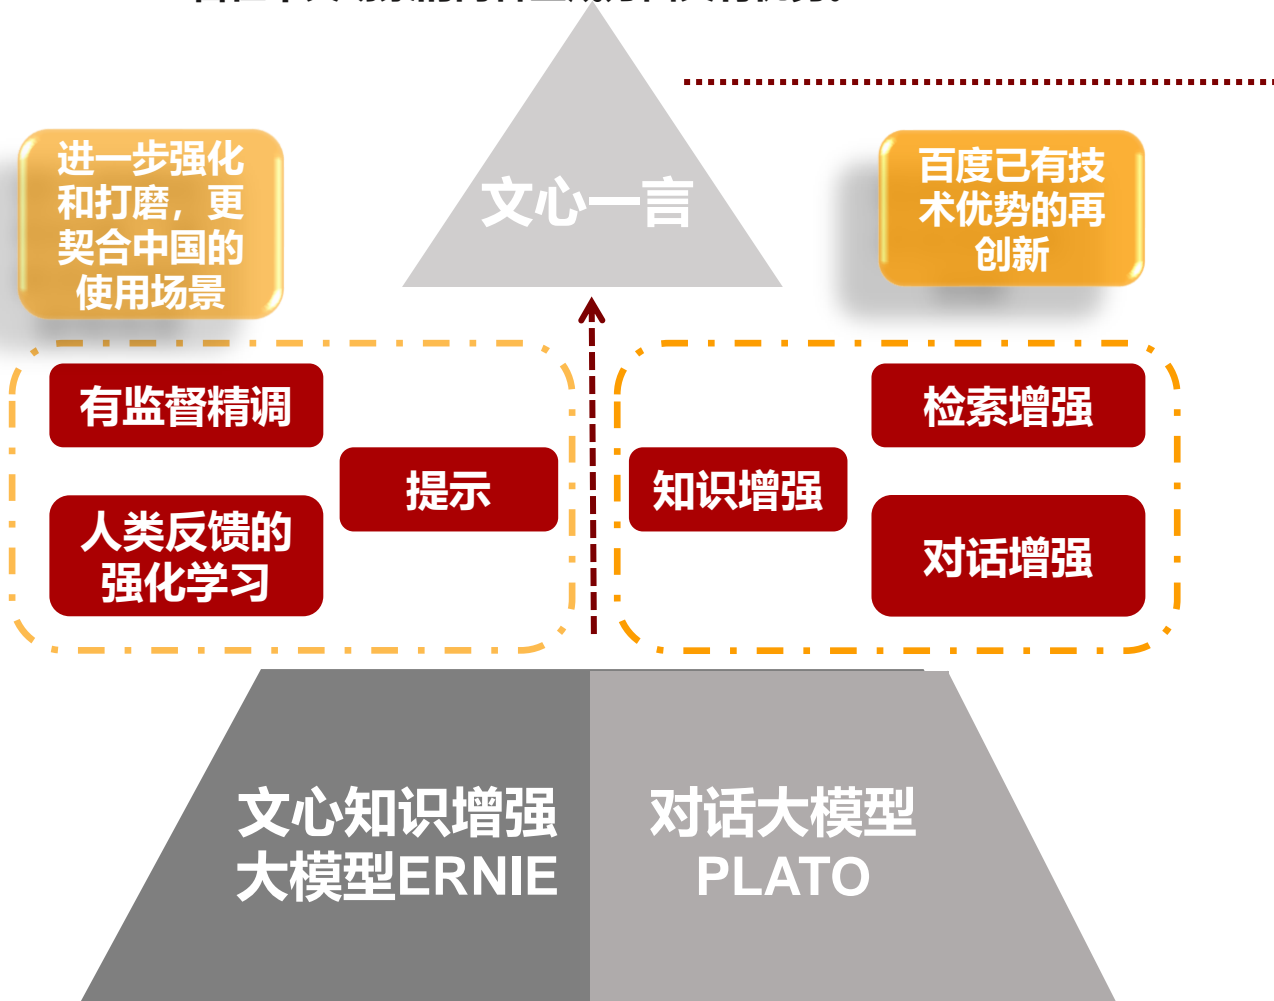 文心一言
进一步强化
和打磨，更
契合中国的
使用场景
百度已有技
术优势的再
创新
有监督精调
提示
人类反馈的
强化学习
检索增强
知识增强
对话增强
文心知识增强
大模型ERNIE
对话大模型
PLATO